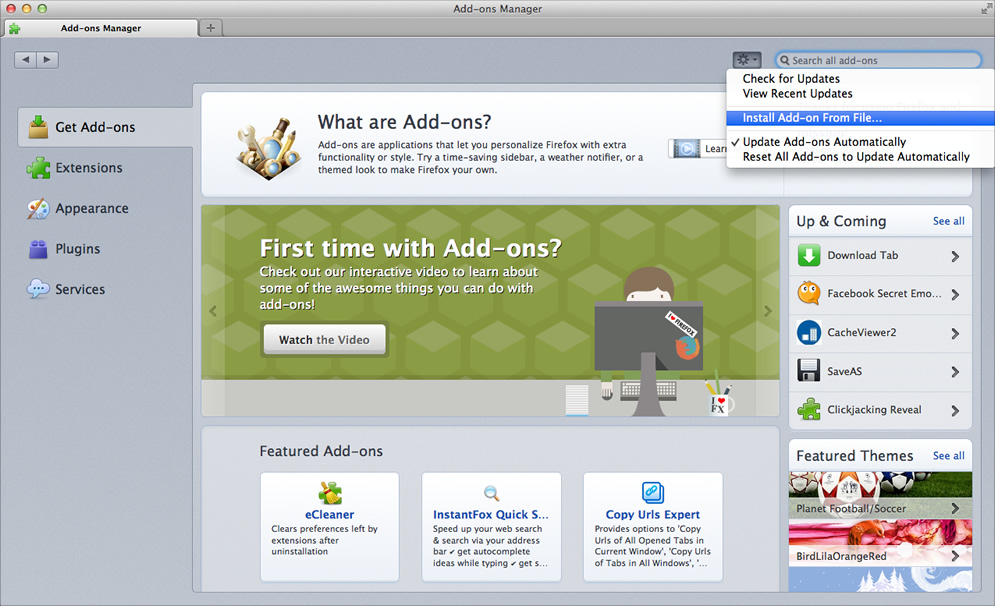 Add-ons Manager
Add-ons Manager
Search all add-ons
Check for Updates
View Recent Updates
Install Add-on From File...
✓ Update Add-ons Automatically
Reset All Add-ons to Update Automatically
Get Add-ons
Extensions
Appearance
Plugins
Services
What are Add-ons?
Add-ons are applications that let you personalize Firefox with extra
functionality or style. Try a time-saving sidebar, a weather notifier, or a
themed look to make Firefox your own.
Lear
First time with Add-ons?
Check out our interactive video to learn about
some of the awesome things you can do with
add-ons!
Watch the Video
I ♥ FIREFOX
I ♥
FX
Up & Coming
See all
Download Tab
Facebook Secret Emo...
CacheViewer2
SaveAS
Clickjacking Reveal
Featured Add-ons
eCleaner
Clears preferences left by
extensions after
uninstallation
InstantFox Quick S...
Speed up your web search
& search via your address
bar ✔ get autocomplete
ideas while typing ✔ get s...
Copy Urls Expert
Provides options to 'Copy
Urls of All Opened Tabs in
Current Window', 'Copy Urls
of Tabs in All Windows', '...
Featured Themes
See all
Planet Football/Soccer
BirdLilaOrangeRed